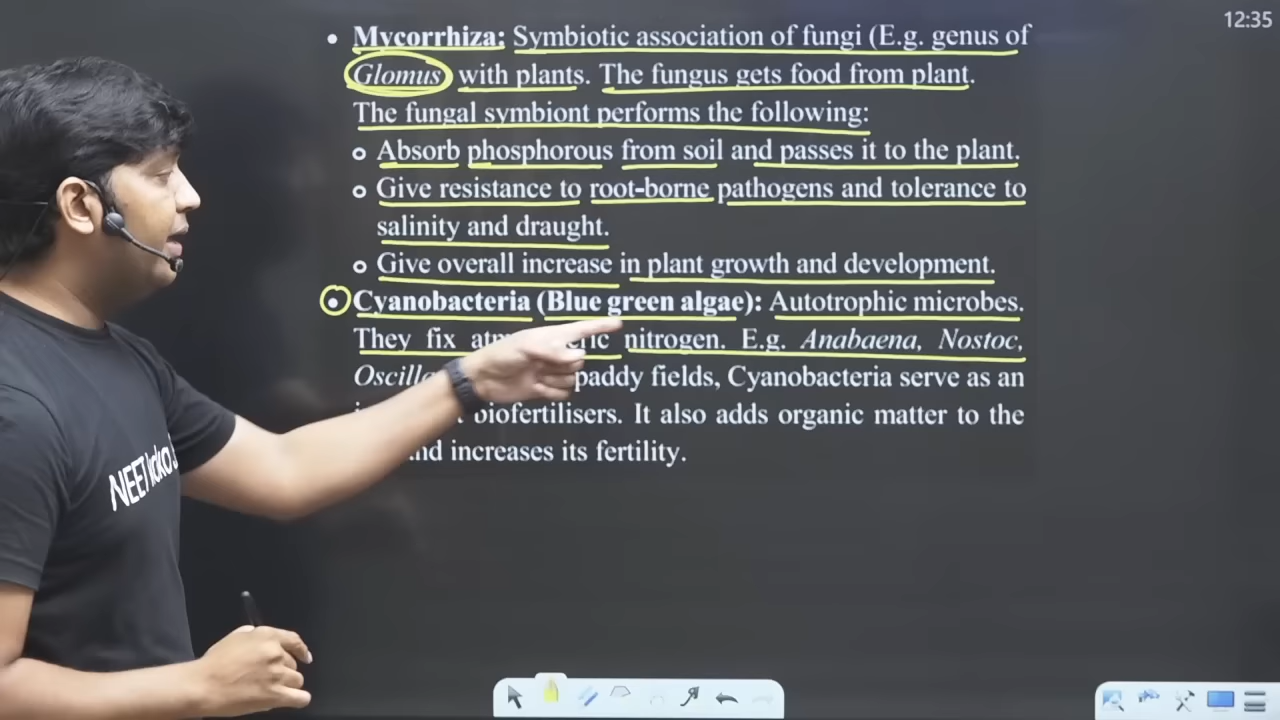 12:35
• Mycorrhiza: Symbiotic association of fungi (E.g. genus of
Glomus) with plants. The fungus gets food from plant.
The fungal symbiont performs the following:
o Absorb phosphorous from soil and passes it to the plant.
o Give resistance to root-borne pathogens and tolerance to
salinity and draught.
o Give overall increase in plant growth and development.
• Cyanobacteria (Blue green algae): Autotrophic microbes.
They fix nitrogen. E.g. Anabaena, Nostoc,
paddy fields, Cyanobacteria serve as an
biofertilisers. It also adds organic matter to the
and increases its fertility.
NEET